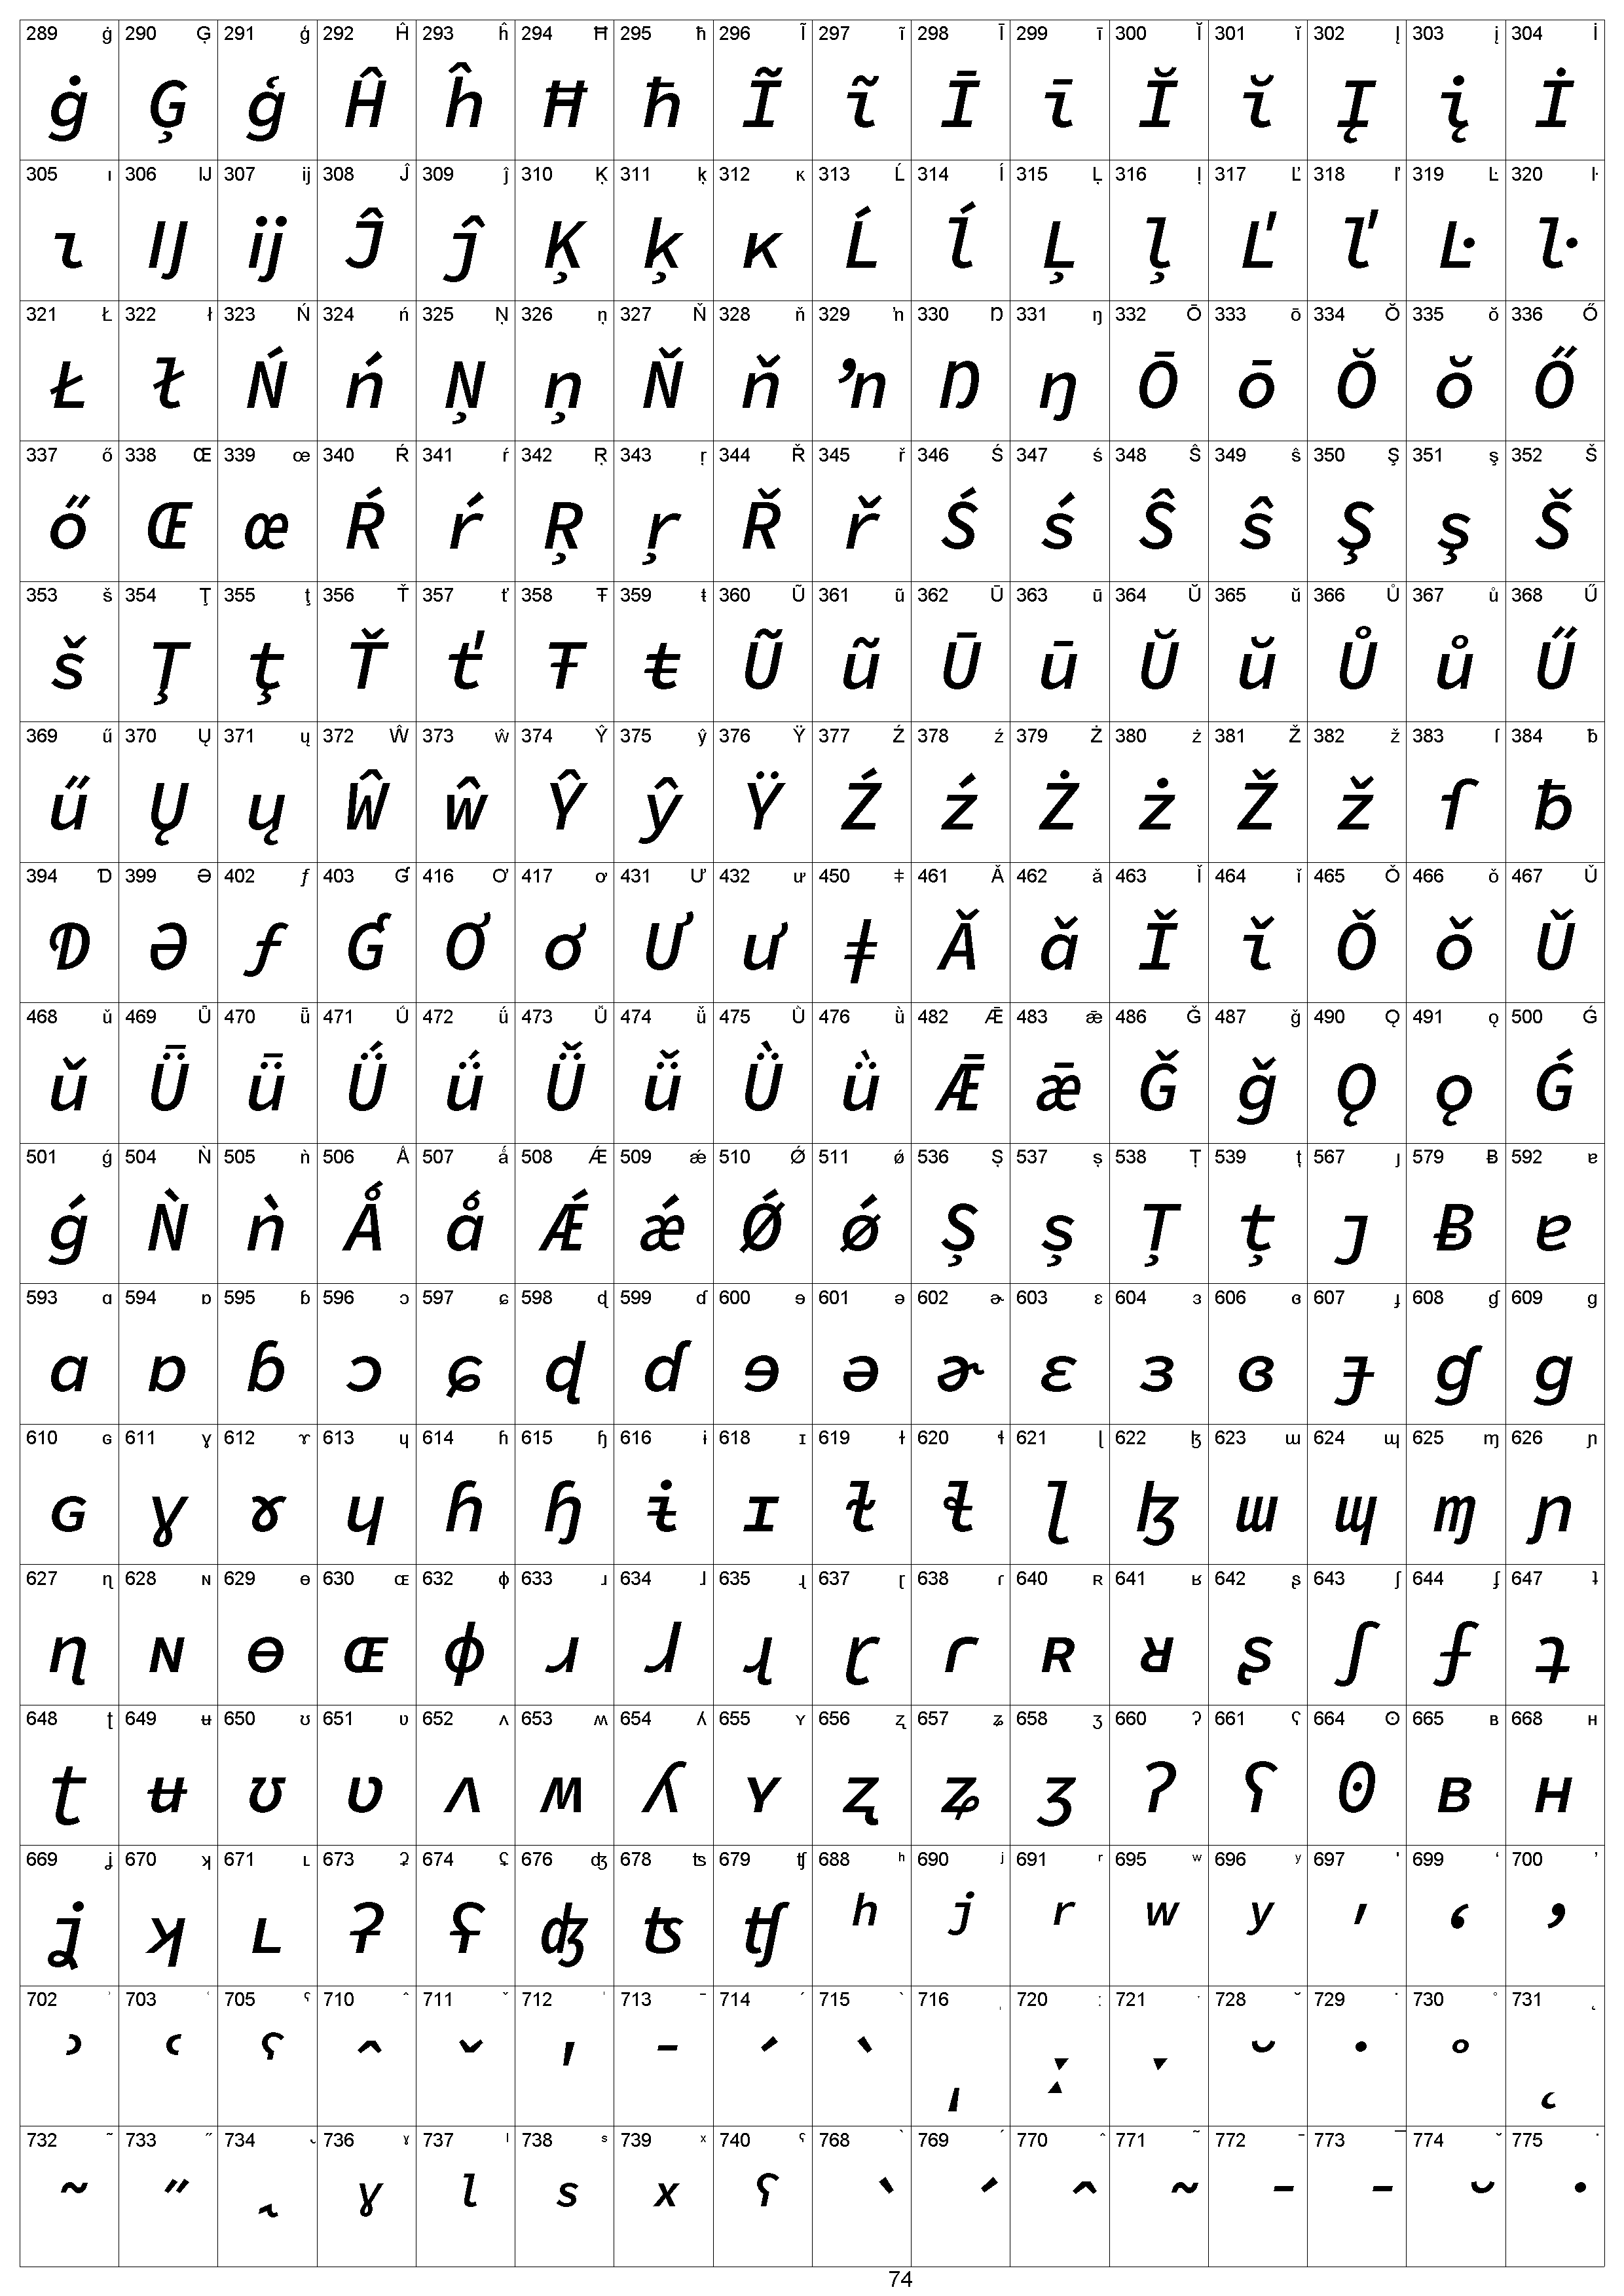 289 ġ 290 Ģ 291 ģ 292 Ĥ 293 ĥ 294 Ħ 295 ħ 296 Ĩ 297 ĩ 298 Ī 299 ī 300 Ĭ 301 ĭ 302 Į 303 į 304 İ
ġ Ģ ģ Ĥ ĥ Ħ ħ Ĩ ĩ Ī ī Ĭ ĭ Į į İ
305 ı 306 Ĳ 307 ĳ 308 Ĵ 309 ĵ 310 Ķ 311 ķ 312 ĸ 313 Ĺ 314 ĺ 315 Ļ 316 ļ 317 Ľ 318 ľ 319 Ŀ 320 ŀ
ı Ĳ ĳ Ĵ ĵ Ķ ķ ĸ Ĺ ĺ Ļ ļ Ľ ľ Ŀ ŀ
321 Ł 322 ł 323 Ń 324 ń 325 Ņ 326 ņ 327 Ň 328 ň 329 ŉ 330 Ŋ 331 ŋ 332 Ō 333 ō 334 Ŏ 335 ŏ 336 Ő
Ł ł Ń ń Ņ ņ Ň ň ŉ Ŋ ŋ Ō ō Ŏ ŏ Ő
337 ő 338 Œ 339 œ 340 Ŕ 341 ŕ 342 Ŗ 343 ŗ 344 Ř 345 ř 346 Ś 347 ś 348 Ŝ 349 ŝ 350 Ş 351 ş 352 Š
ő Œ œ Ŕ ŕ Ŗ ŗ Ř ř Ś ś Ŝ ŝ Ş ş Š
353 š 354 Ţ 355 ţ 356 Ť 357 ť 358 Ŧ 359 ŧ 360 Ũ 361 ũ 362 Ū 363 ū 364 Ŭ 365 ŭ 366 Ů 367 ů 368 Ű
š Ţ ţ Ť ť Ŧ ŧ Ũ ũ Ū ū Ŭ ŭ Ů ů Ű
369 ű 370 Ų 371 ų 372 Ŵ 373 ŵ 374 Ŷ 375 ŷ 376 Ÿ 377 Ź 378 ź 379 Ż 380 ż 381 Ž 382 ž 383 ſ 384 ƀ
ű Ų ų Ŵ ŵ Ŷ ŷ Ÿ Ź ź Ż ż Ž ž ſ ƀ
394 Ɗ 399 Ə 402 ƒ 403 Ɠ 416 Ơ 417 ơ 431 Ư 432 ư 450 ǂ 461 Ǎ 462 ǎ 463 Ǐ 464 ǐ 465 Ǒ 466 ǒ 467 Ǔ
Ɗ Ə ƒ Ɠ Ơ ơ Ư ư ǂ Ǎ ǎ Ǐ ǐ Ǒ ǒ Ǔ
468 ǔ 469 Ǖ 470 ǖ 471 Ǘ 472 ǘ 473 Ǚ 474 ǚ 475 Ǜ 476 ǜ 482 Ǣ 483 ǣ 486 Ǧ 487 ǧ 490 Ǫ 491 ǫ 500 Ǵ
ǔ Ǖ ǖ Ǘ ǘ Ǚ ǚ Ǜ ǜ Ǣ ǣ Ǧ ǧ Ǫ ǫ Ǵ
501 ǵ 504 Ǹ 505 ǹ 506 Ǻ 507 ǻ 508 Ǽ 509 ǽ 510 Ǿ 511 ǿ 536 Ș 537 ș 538 Ț 539 ț 567 ȷ 579 Ƀ 592 ɐ
ǵ Ǹ ǹ Ǻ ǻ Ǽ ǽ Ǿ ǿ Ș ș Ț ț ȷ Ƀ ɐ
593 ɑ 594 ɒ 595 ɓ 596 ɔ 597 ɕ 598 ɖ 599 ɗ 600 ɘ 601 ə 602 ɚ 603 ɛ 604 ɜ 606 ɞ 607 ɟ 608 ɠ 609 ɡ
ɑ ɒ ɓ ɔ ɕ ɖ ɗ ɘ ə ɚ ɛ ɜ ɞ ɟ ɠ ɡ
610 ɢ 611 ɣ 612 ɤ 613 ɥ 614 ɦ 615 ɧ 616 ɨ 618 ɪ 619 ɫ 620 ɬ 621 ɭ 622 ɮ 623 ɯ 624 ɰ 625 ɱ 626 ɲ
ɢ ɣ ɤ ɥ ɦ ɧ ɨ ɪ ɫ ɬ ɭ ɮ ɯ ɰ ɱ ɲ
627 ɳ 628 ɴ 629 ɵ 630 ɶ 632 ɸ 633 ɹ 634 ɺ 635 ɻ 637 ɽ 638 ɾ 640 ʀ 641 ʁ 642 ʂ 643 ʃ 644 ʄ 647 ʇ
ɳ ɴ ɵ ɶ ɸ ɹ ɺ ɻ ɽ ɾ ʀ ʁ ʂ ʃ ʄ ʇ
648 ʈ 649 ʉ 650 ʊ 651 ʋ 652 ʌ 653 ʍ 654 ʎ 655 ʏ 656 ʐ 657 ʑ 658 ʒ 660 ʔ 661 ʕ 664 ʘ 665 ʙ 668 ʜ
ʈ ʉ ʊ ʋ ʌ ʍ ʎ ʏ ʐ ʑ ʒ ʔ ʕ ʘ ʙ ʜ
669 ʝ 670 ʞ 671 ʟ 673 ʡ 674 ʢ 676 ʤ 678 ʦ 679 ʧ 688 ʰ 690 ʲ 691 ʳ 695 ʷ 696 ʸ 697 ʹ 699 ʻ 700 ʼ
ʝ ʞ ʟ ʡ ʢ ʤ ʦ ʧ ʰ ʲ ʳ ʷ ʸ ʹ ʻ ʼ
702 ʾ 703 ʿ 705 ˁ 710 ˆ 711 ˇ 712 ˈ 713 ˉ 714 ˊ 715 ˋ 716 ˌ 720 ː 721 ˑ 728 ˘ 729 ˙ 730 ˚ 731 ˛
ʾ ʿ ˁ ˆ ˇ ˈ ˉ ˊ ˋ ˌ ː ˑ ˘ ˙ ˚ ˛
732 ˜ 733 ˝ 734 ˞ 736 ˠ 737 ˡ 738 ˢ 739 ˣ 740 ˤ 768 ̀ 769 ́ 770 ̂ 771 ̃ 772 ̄ 773 ̅ 774 ̆ 775 ̇
˜ ˝ ˞ ˠ ˡ ˢ ˣ ˤ ̀ ́ ̂ ̃ ̄ ̅ ̆ ̇
74